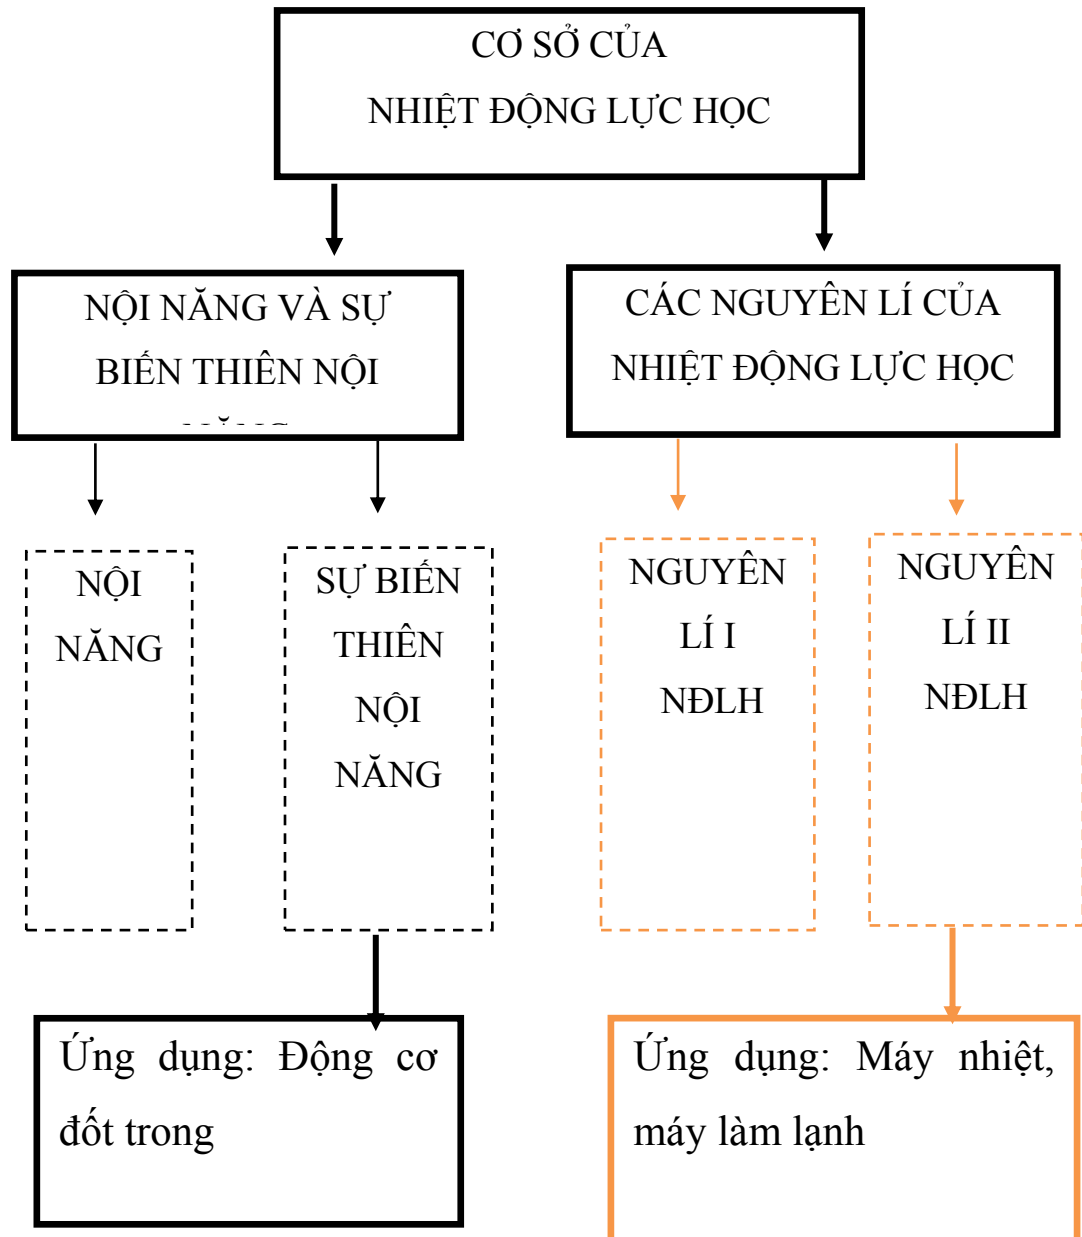 CƠ SỞ CỦA
NHIỆT ĐỘNG LỰC HỌC
NỘI NĂNG VÀ SỰ
BIẾN THIÊN NỘI
CÁC NGUYÊN LÍ CỦA
NHIỆT ĐỘNG LỰC HỌC
NỘI
NĂNG
SỰ BIẾN
THIÊN
NỘI
NĂNG
NGUYÊN
LÍ I
NĐLH
NGUYÊN
LÍ II
NĐLH
Ứng dụng: Động cơ
đốt trong
Ứng dụng: Máy nhiệt,
máy làm lạnh